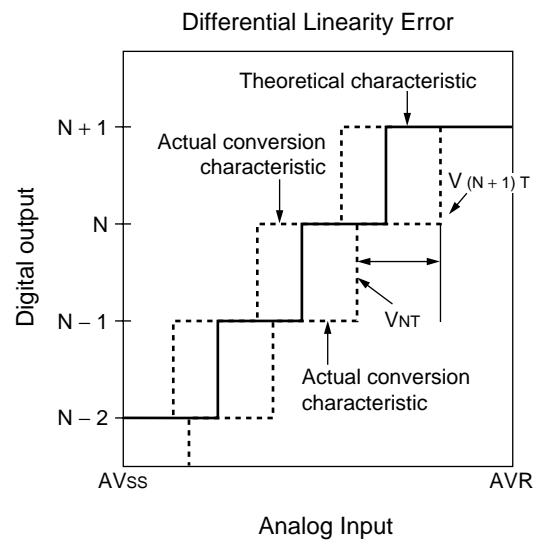 Differential Linearity Error
Theoretical characteristic
N + 1
Actual conversion
characteristic
V (N + 1) T
N
Digital output
N – 1
VNT
Actual conversion
characteristic
N – 2
AVSS
AVR
Analog Input